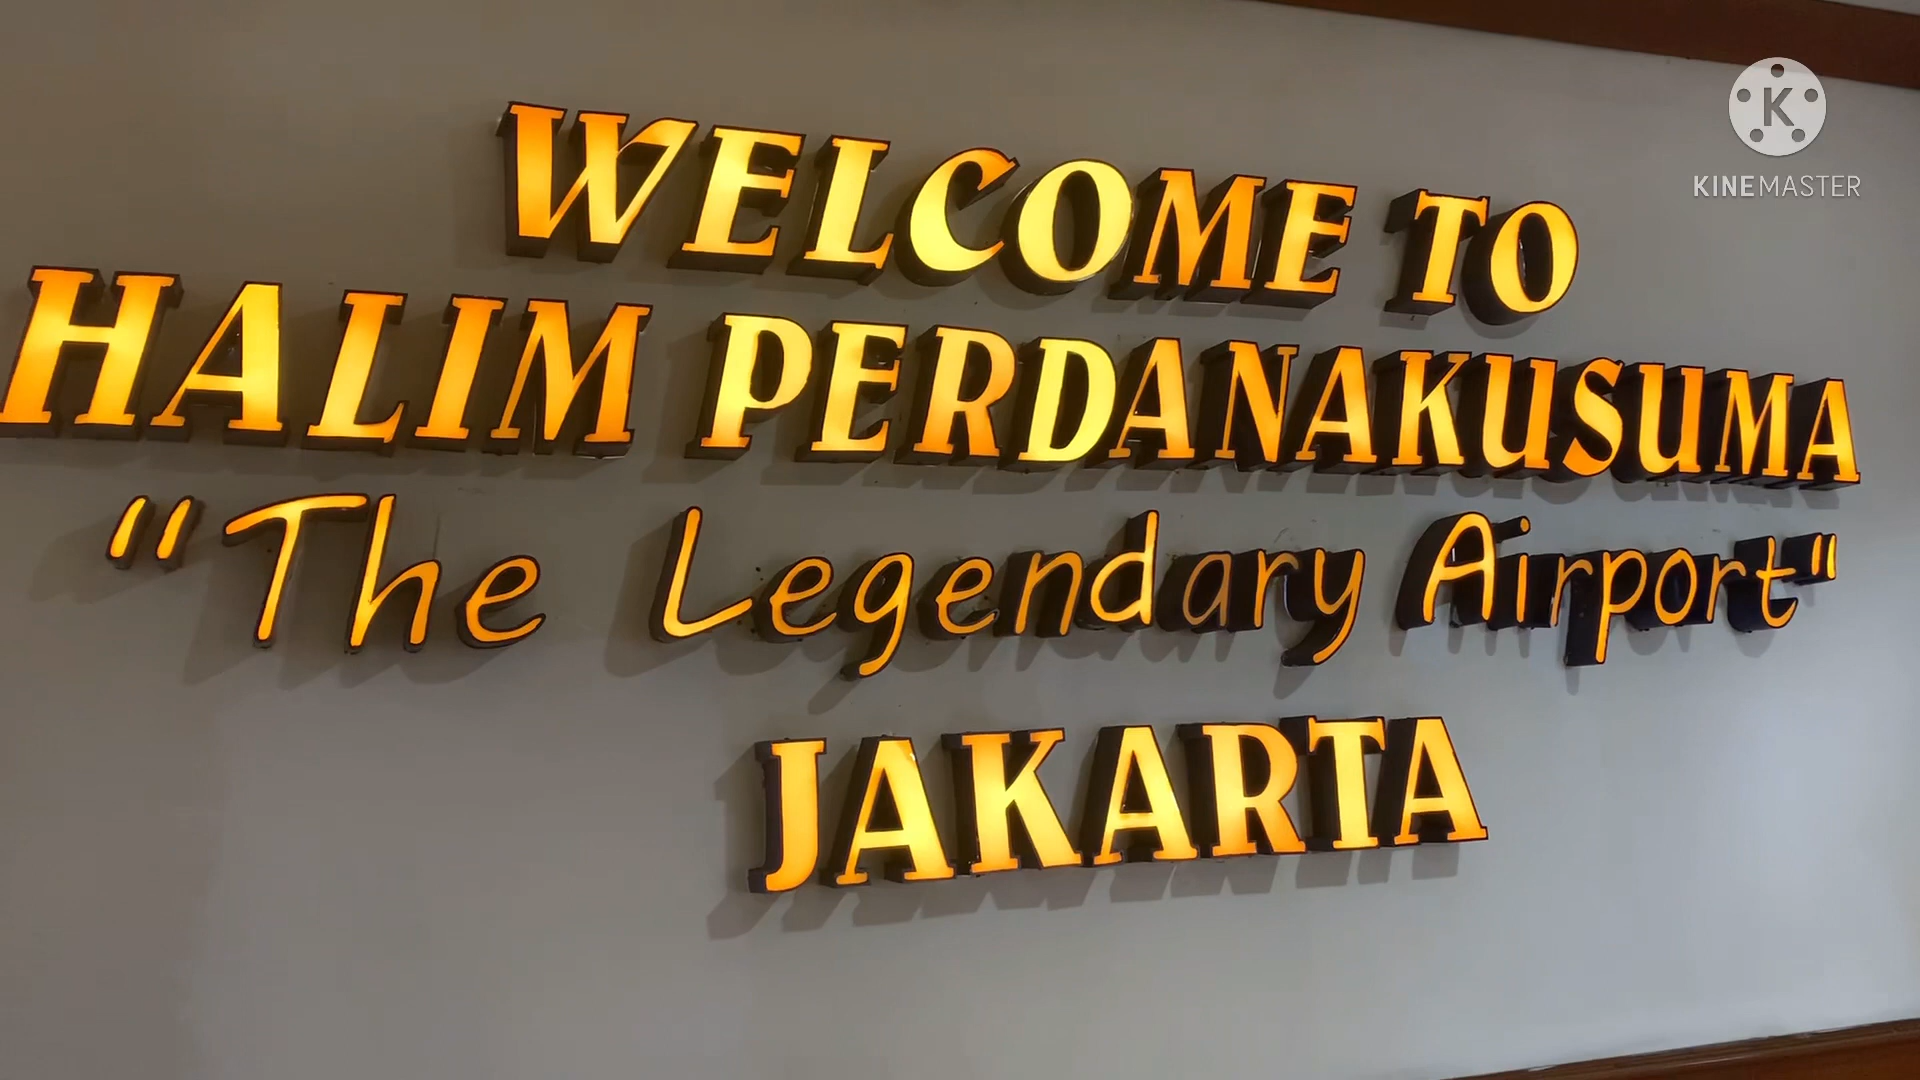 WELCOME TO
HALIM PERDANAKUSUMA
"The Legendary Airport"
JAKARTA
K
KINEMASTER